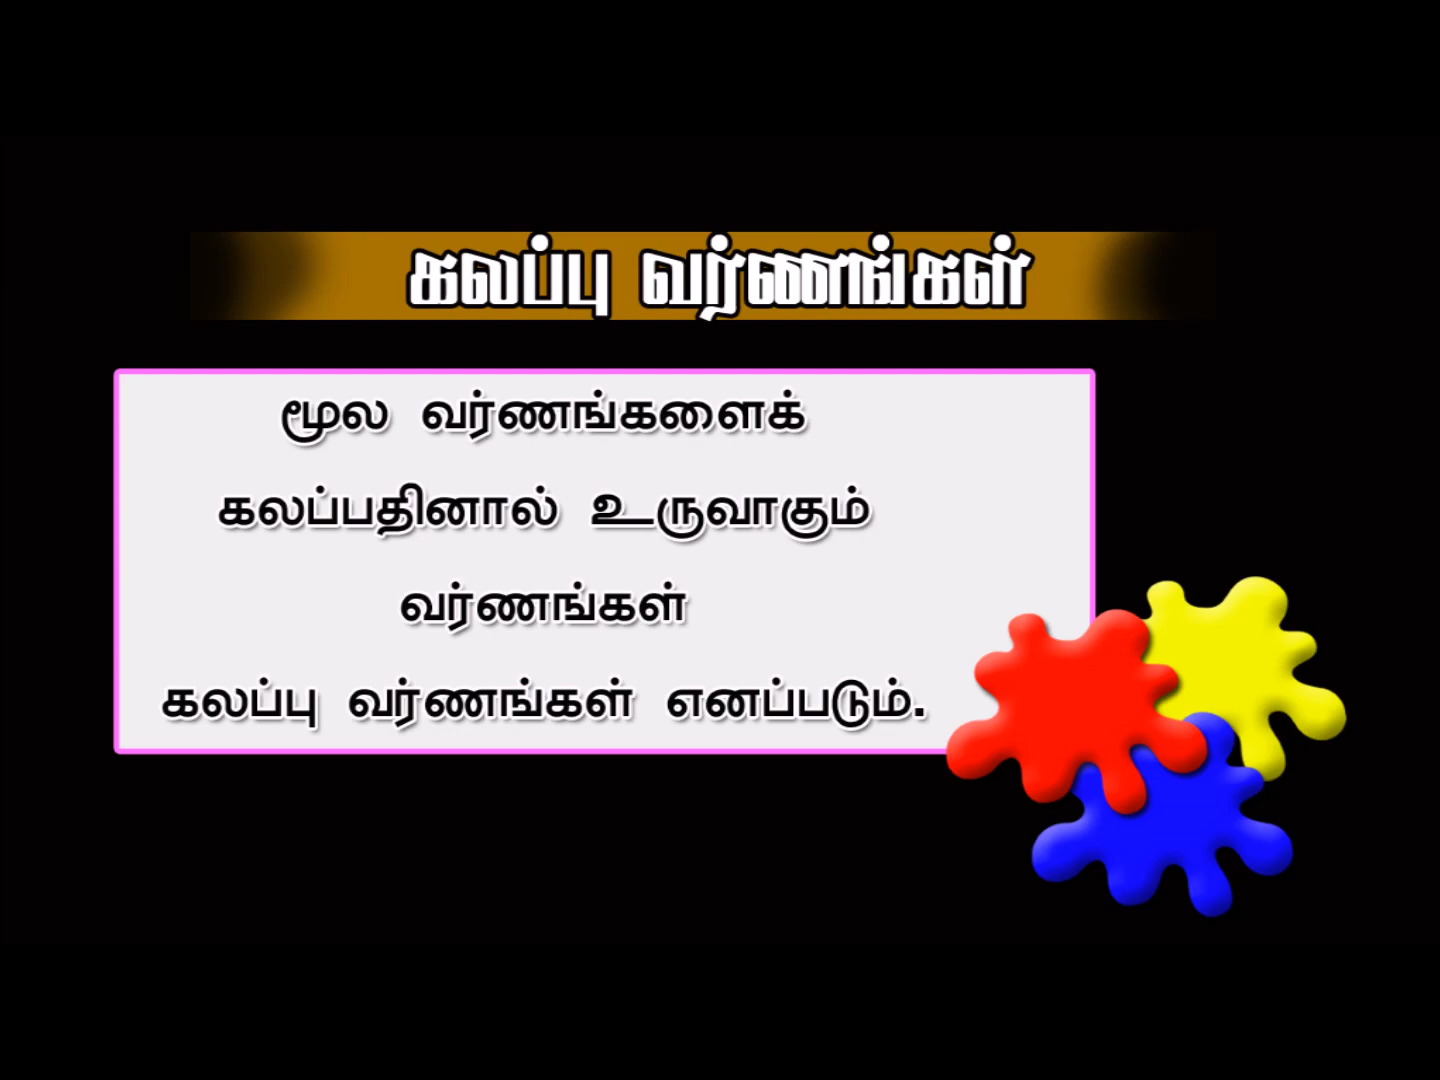 கலப்பு வர்ணங்கள்
மூல வர்ணங்களைக்
கலப்பதினால் உருவாகும்
வர்ணங்கள்
கலப்பு வர்ணங்கள் எனப்படும்.